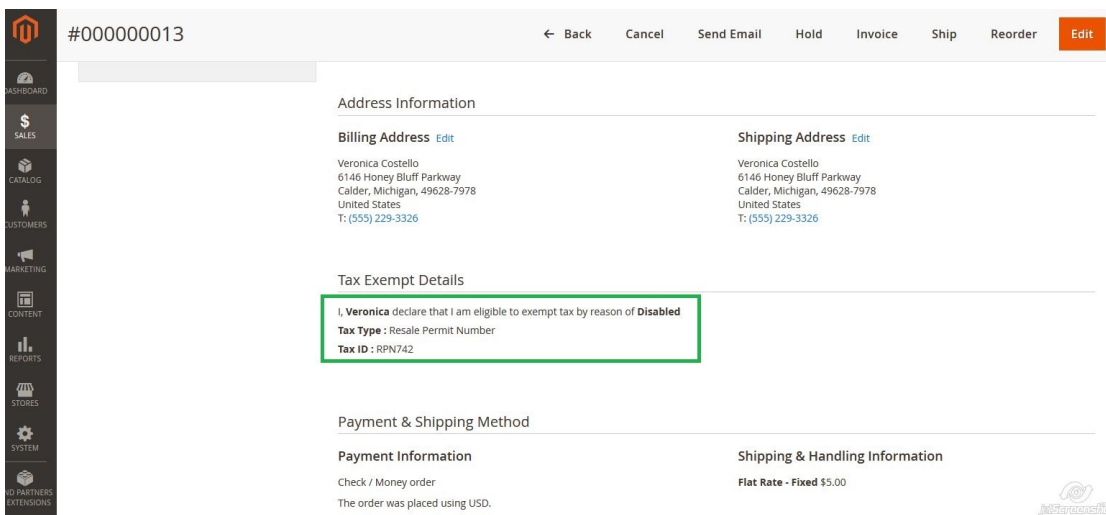 #000000013
← Back
Cancel
Send Email
Hold
Invoice
Ship
Reorder
Edit
DASHBOARD
$
SALES
CATALOG
CUSTOMERS
MARKETING
CONTENT
REPORTS
STORES
SYSTEM
ND PARTNERS
EXTENSIONS
Address Information
Billing Address Edit
Veronica Costello
6146 Honey Bluff Parkway
Calder, Michigan, 49628-7978
United States
T: (555) 229-3326
Shipping Address Edit
Veronica Costello
6146 Honey Bluff Parkway
Calder, Michigan, 49628-7978
United States
T: (555) 229-3326
Tax Exempt Details
I, Veronica declare that I am eligible to exempt tax by reason of Disabled
Tax Type : Resale Permit Number
Tax ID : RPN742
Payment & Shipping Method
Payment Information
Check / Money order
The order was placed using USD.
Shipping & Handling Information
Flat Rate - Fixed $5.00